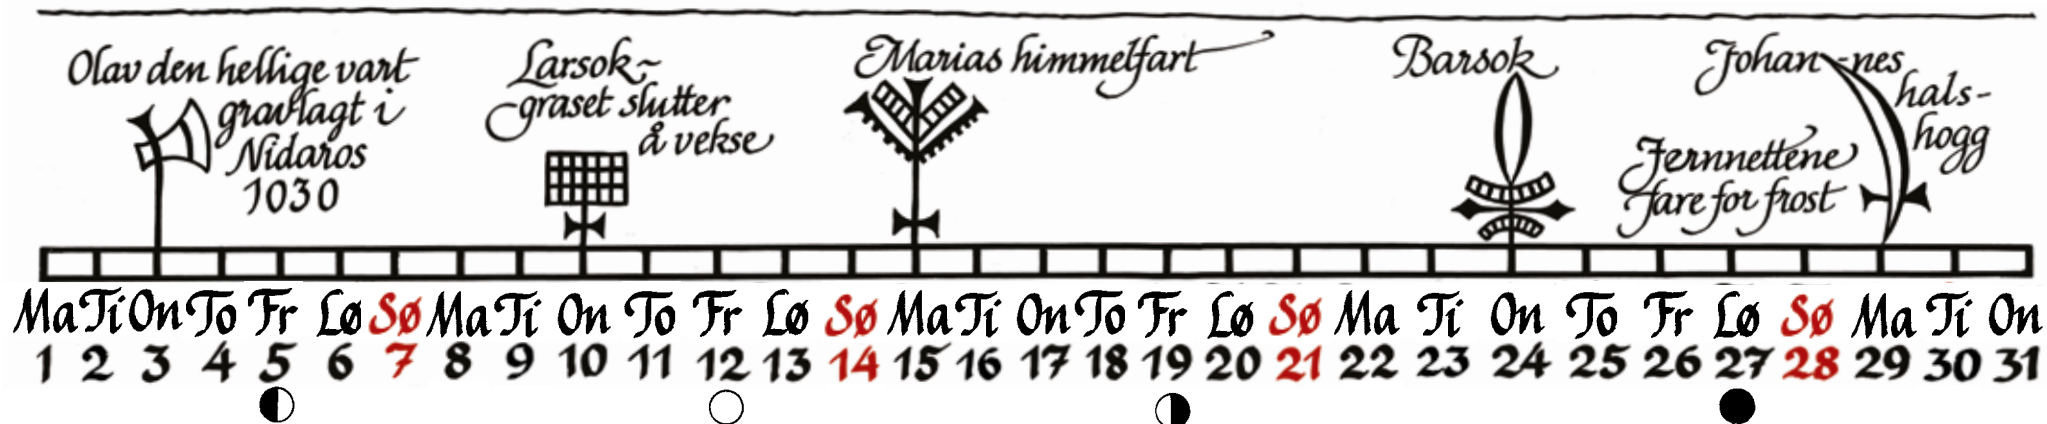 Olav den hellige vart
gravlagt i
Nidaros
1030
Larsok-
graset slutter
å vekse
Marias himmelfart
Barsok
Johan-nes
hals-
hogg
Jernnettene
fare for frost
Ma Ti On To Fr Lø Sø Ma Ti On To Fr Lø Sø Ma Ti On To Fr Lø Sø Ma Ti On To Fr Lø Sø Ma Ti On
1 2 3 4 5 6 7 8 9 10 11 12 13 14 15 16 17 18 19 20 21 22 23 24 25 26 27 28 29 30 31